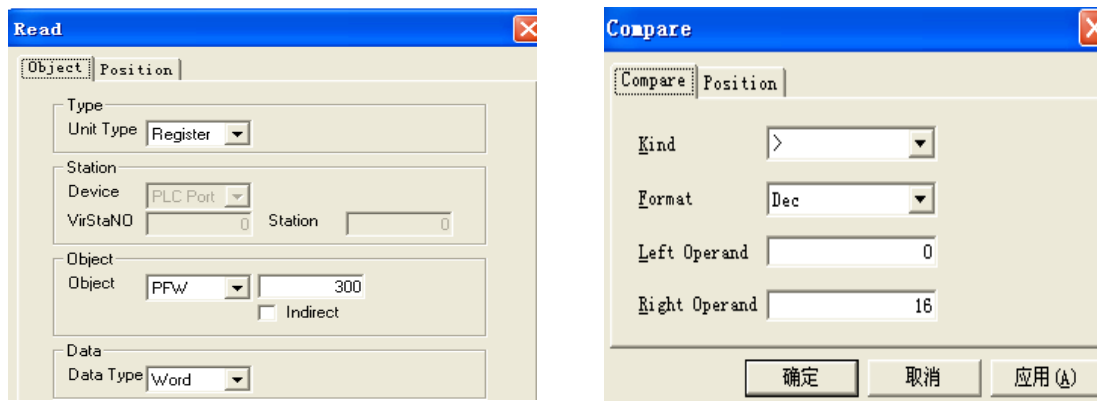 Read
Object Position
Type
Unit Type Register
Station
Device PLC Port
VirStaNO 0 Station 0
Object
Object PFW 300
Indirect
Data
Data Type Word
Compare
Compare Position
Kind >
Format Dec
Left Operand 0
Right Operand 16
确定 取消 应用(A)